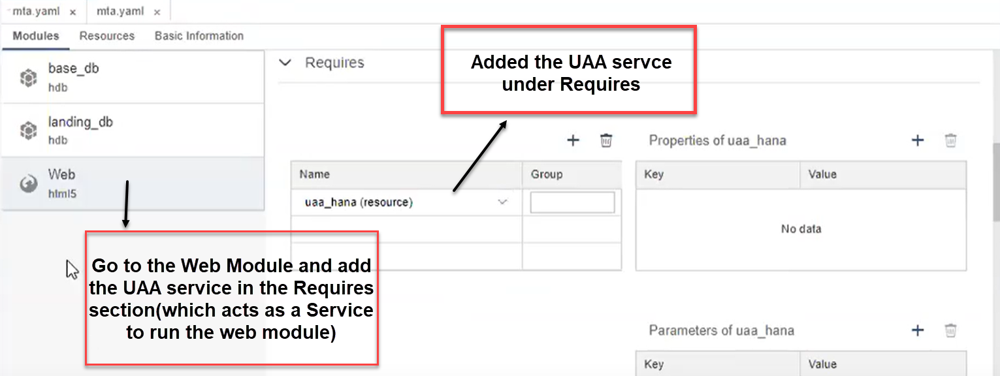 mta.yaml ×
mta.yaml ×
Modules
Resources
Basic Information
base_db
hdb
landing_db
hdb
Web
html5
Requires
Added the UAA servce
under Requires
Name
Group
uaa_hana (resource)
Properties of uaa_hana
Key
Value
No data
Go to the Web Module and add
the UAA service in the Requires
section(which acts as a Service
to run the web module)
Parameters of uaa_hana
Key
Value